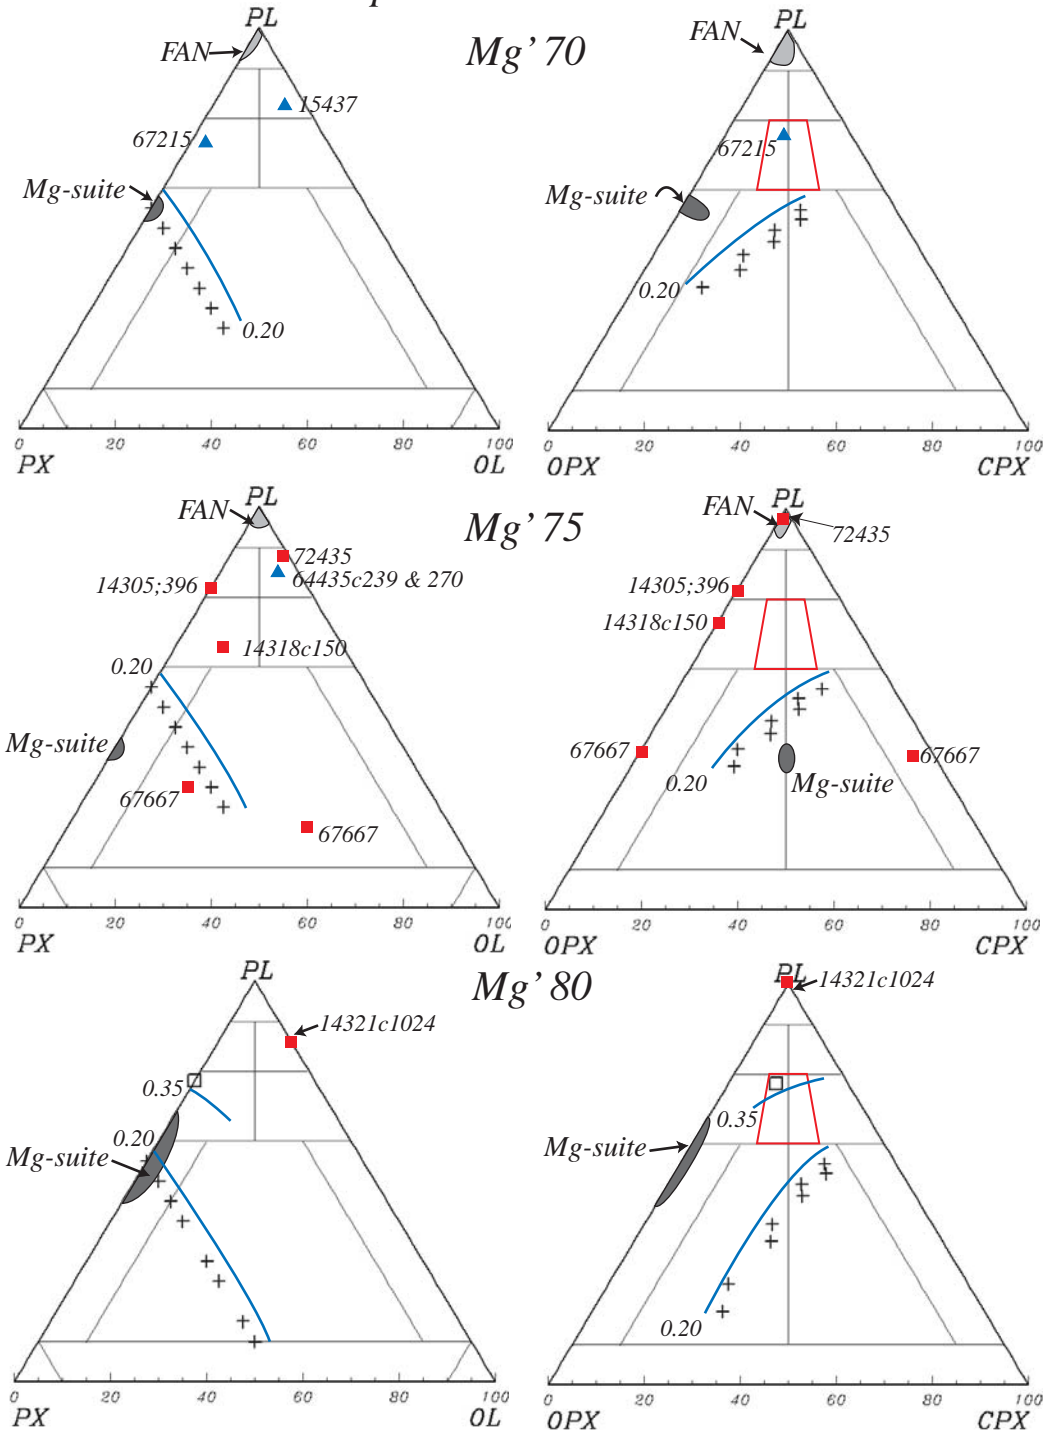 p
PL
PL
Mg’ 70
FAN
FAN
15437
67215
67215
Mg-suite
Mg-suite
0.20
0.20
0 20 40 60 80 100
PX OL
0 20 40 60 80 100
OPX CPX
PL
PL
Mg’ 75
FAN
FAN
72435
72435
64435c239 & 270
14305;396
14305;396
14318c150
14318c150
0.20
Mg-suite
67667
67667
67667
67667
0.20
Mg-suite
0 20 40 60 80 100
PX OL
0 20 40 60 80 100
OPX CPX
PL
PL
Mg’ 80
14321c1024
14321c1024
0.35
0.35
0.20
Mg-suite
Mg-suite
0.20
0 20 40 60 80 100
PX OL
0 20 40 60 80 100
OPX CPX